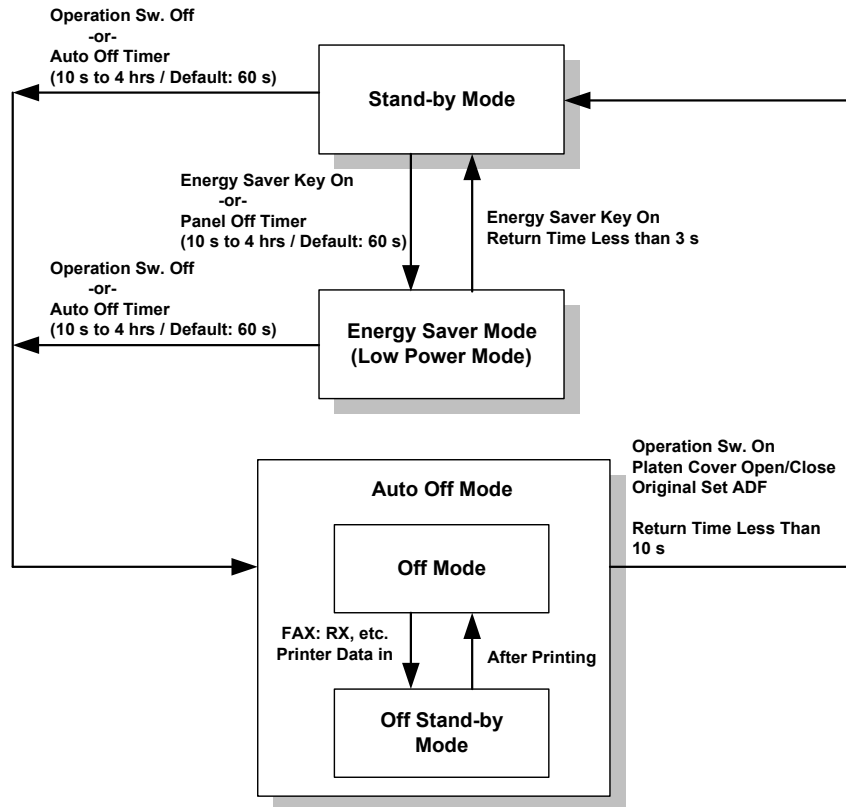 Operation Sw. Off
-or-
Auto Off Timer
(10 s to 4 hrs / Default: 60 s)
Stand-by Mode
Energy Saver Key On
-or-
Panel Off Timer
(10 s to 4 hrs / Default: 60 s)
Energy Saver Key On
Return Time Less than 3 s
Operation Sw. Off
-or-
Auto Off Timer
(10 s to 4 hrs / Default: 60 s)
Energy Saver Mode
(Low Power Mode)
Operation Sw. On
Platen Cover Open/Close
Original Set ADF
Return Time Less Than
10 s
Auto Off Mode
Off Mode
FAX: RX, etc.
Printer Data in
After Printing
Off Stand-by
Mode